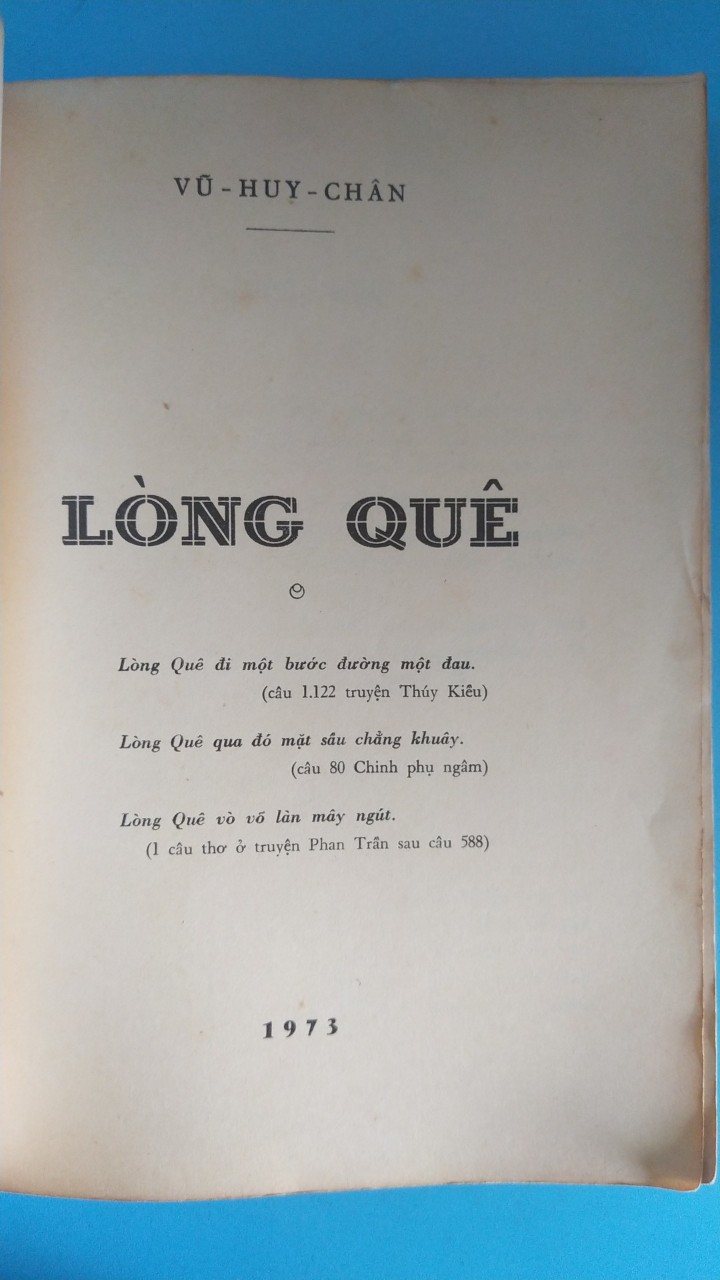 VŨ-HUY-CHÂN
LÒNG QUÊ
Lòng Quê đi một bước đường một đau.
(câu 1.122 truyện Thúy Kiều)
Lòng Quê qua đó mặt sầu chẳng khuây.
(câu 80 Chinh phụ ngâm)
Lòng Quê vò võ làn mây ngút.
(1 câu thơ ở truyện Phan Trần sau câu 588)
1973